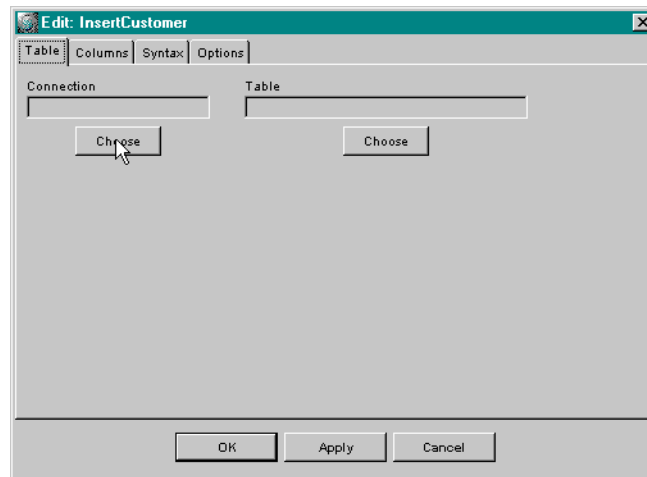 Edit: InsertCustomer
Table Columns Syntax Options
Connection Table
Choose Choose
OK Apply Cancel